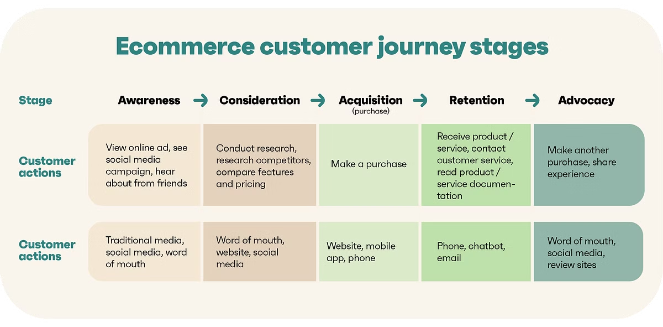 Ecommerce customer journey stages
Stage
Awareness
Consideration
Acquisition
(purchase)
Retention
Advocacy
Customer
actions
View online ad, see
social media
campaign, hear
about from friends
Conduct research,
research competitors,
compare features
and pricing
Make a purchase
Receive product /
service, contact
customer service,
read product /
service documen-
tation
Make another
purchase, share
experience
Customer
actions
Traditional media,
social media, word
of mouth
Word of mouth,
website, social
media
Website, mobile
app, phone
Phone, chatbot,
email
Word of mouth,
social media,
review sites